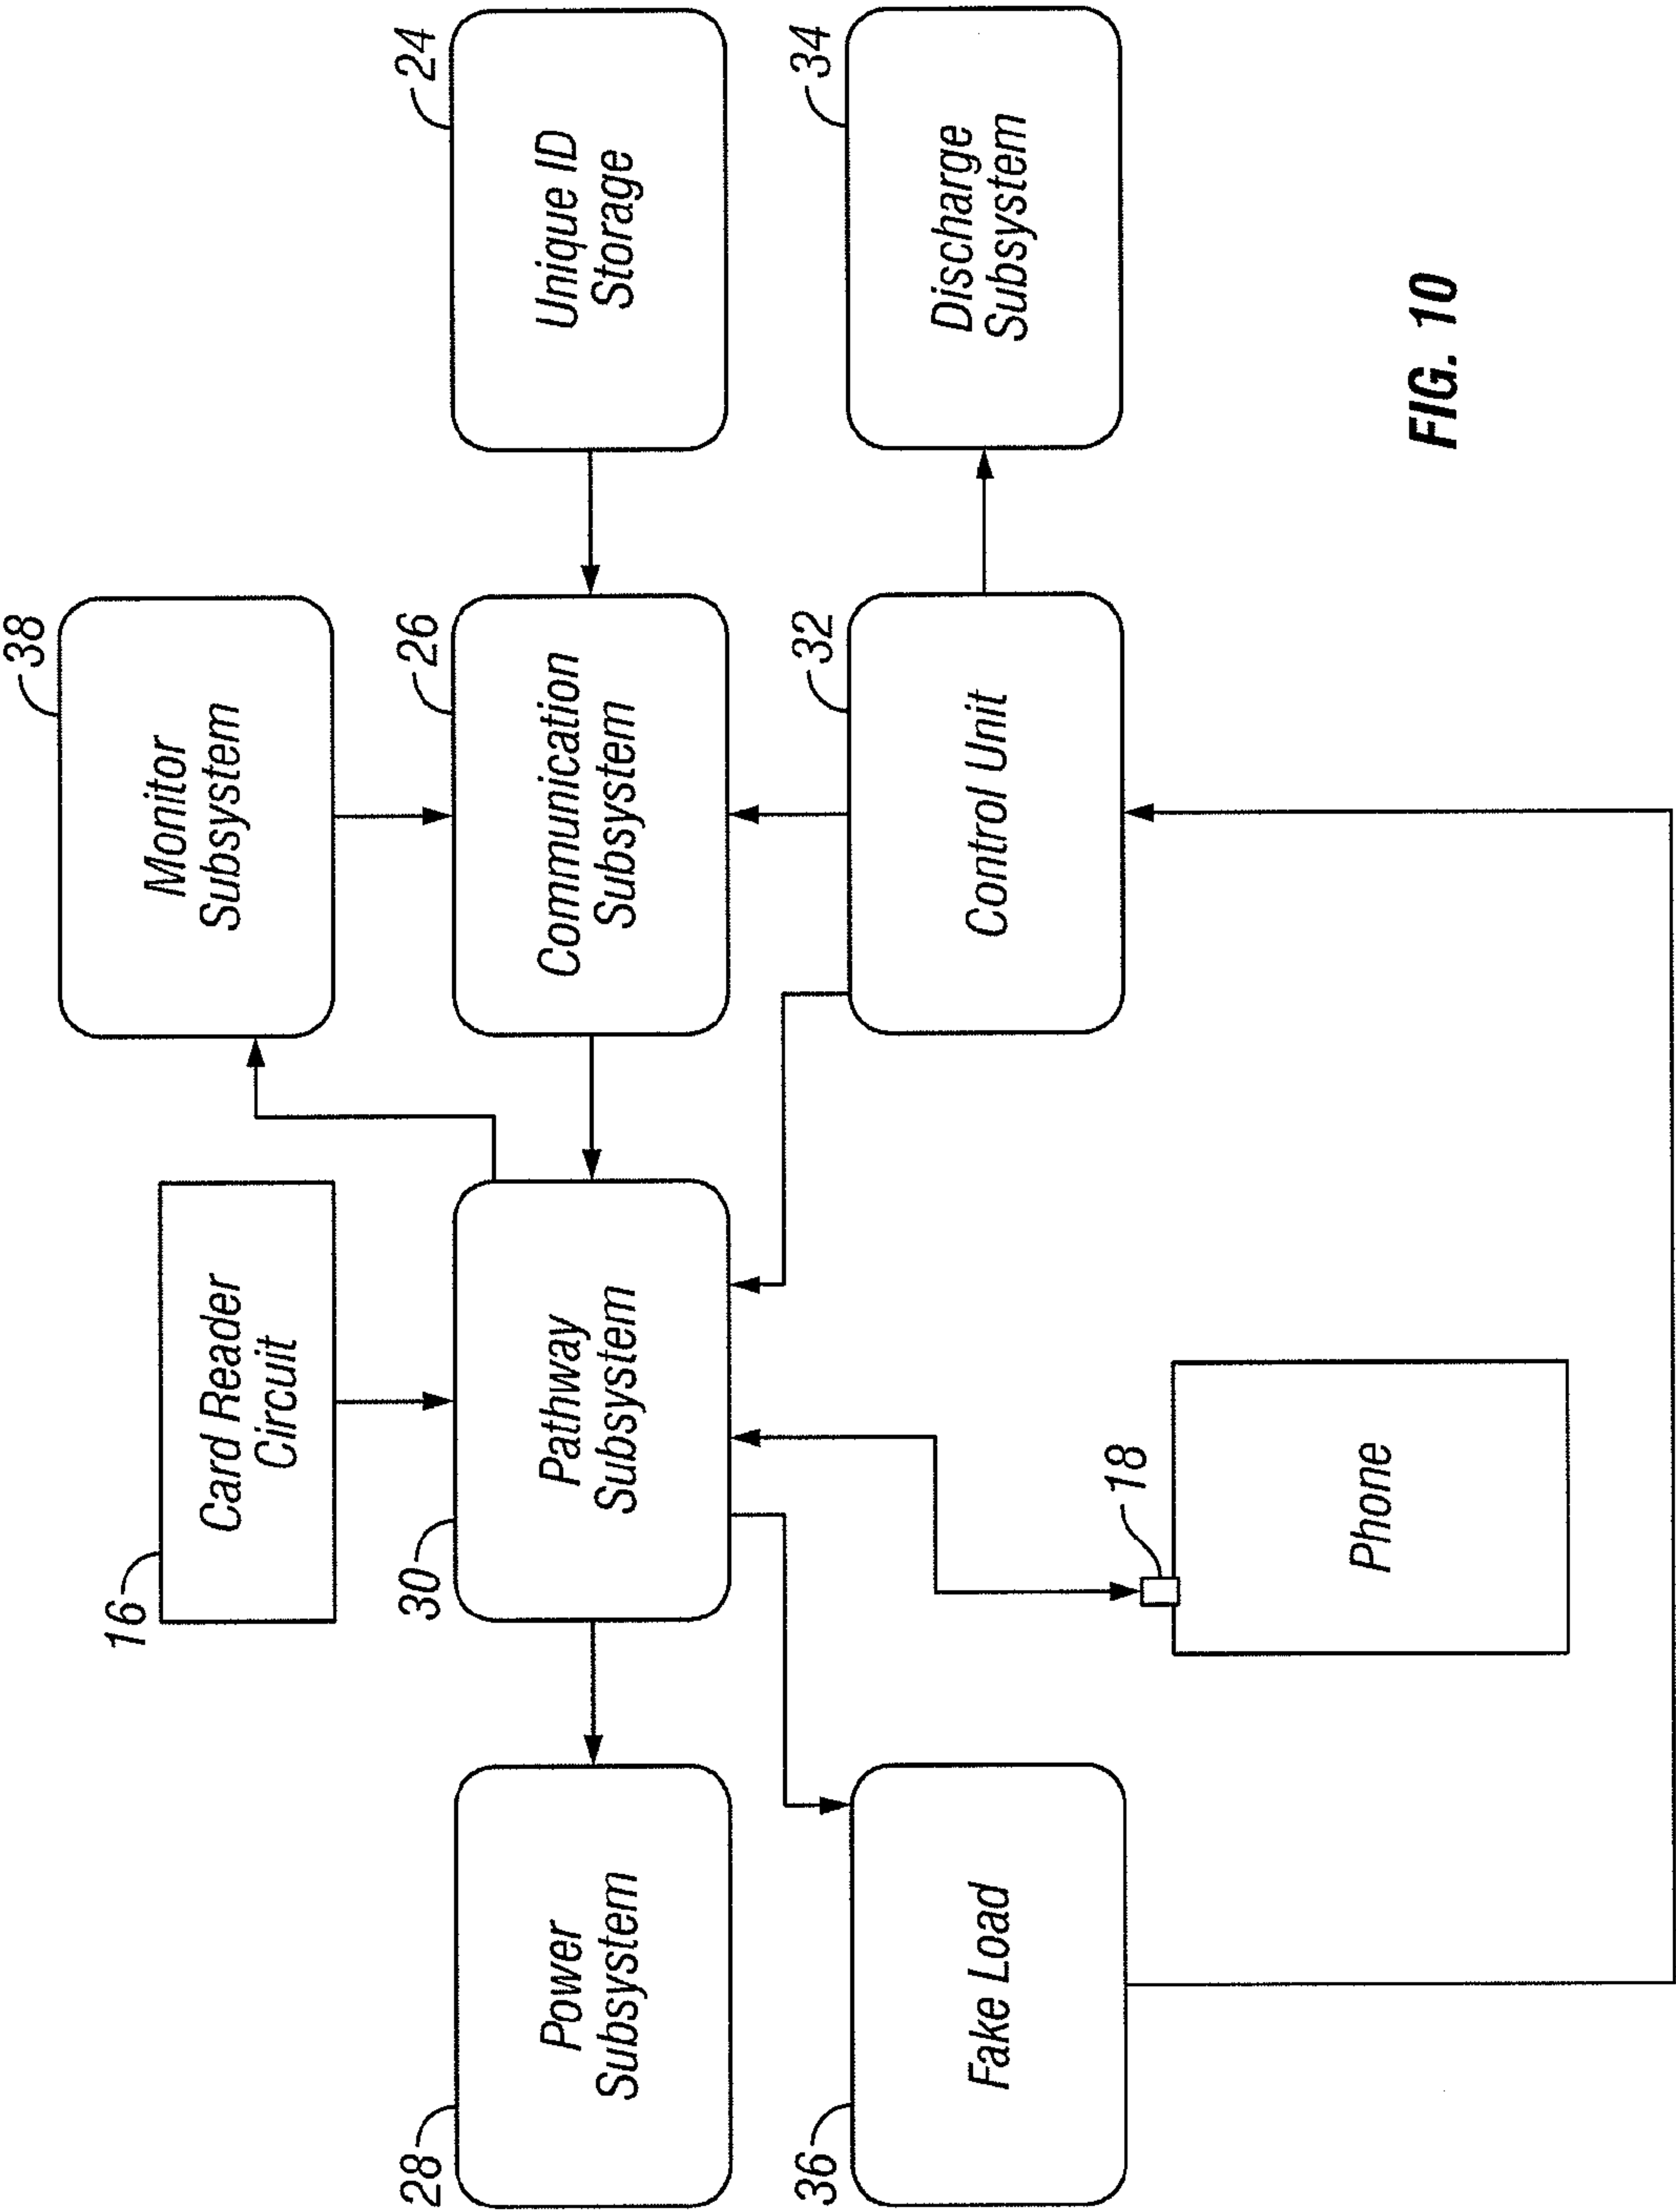 16
Card Reader
Circuit
38
Monitor
Subsystem
28
Power
Subsystem
30
Pathway
Subsystem
26
Communication
Subsystem
24
Unique ID
Storage
36
Fake Load
32
Control Unit
34
Discharge
Subsystem
18
Phone
FIG. 10